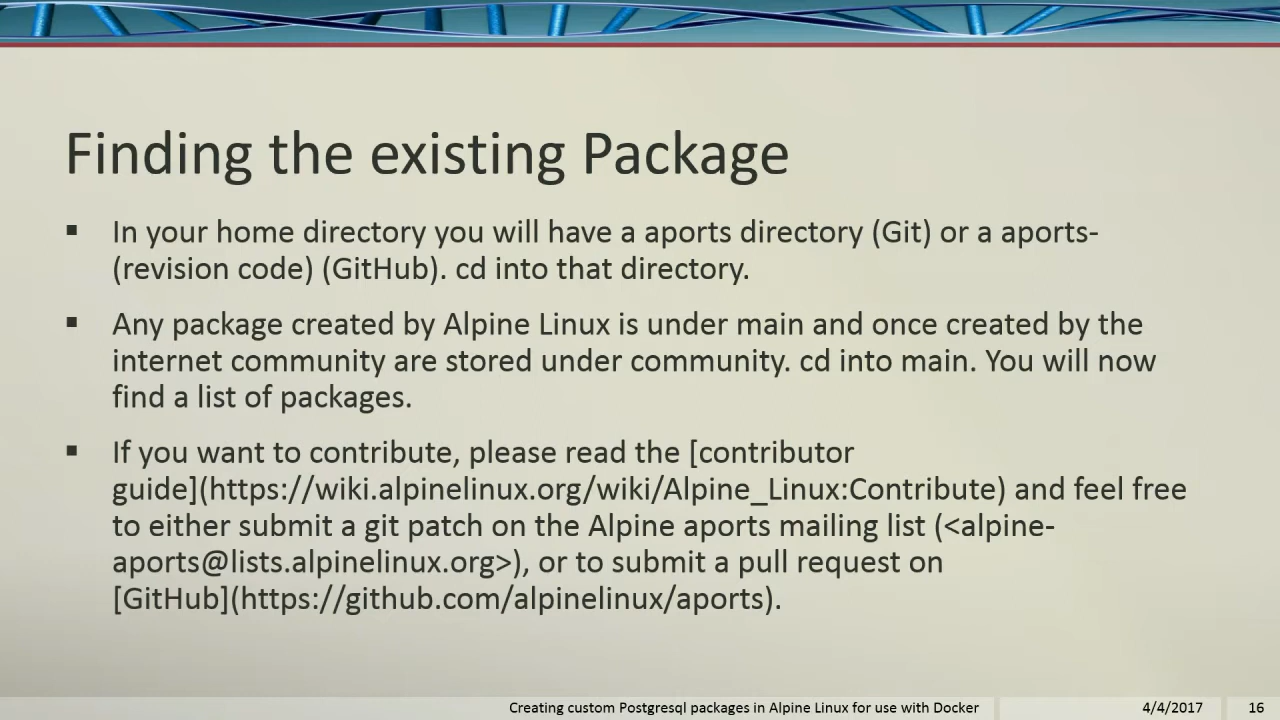 Finding the existing Package
▪ In your home directory you will have a aports directory (Git) or a aports-
(revision code) (GitHub). cd into that directory.
▪ Any package created by Alpine Linux is under main and once created by the
internet community are stored under community. cd into main. You will now
find a list of packages.
▪ If you want to contribute, please read the [contributor
guide](https://wiki.alpinelinux.org/wiki/Alpine_Linux:Contribute) and feel free
to either submit a git patch on the Alpine aports mailing list (<alpine-
aports@lists.alpinelinux.org>), or to submit a pull request on
[GitHub](https://github.com/alpinelinux/aports).
Creating custom Postgresql packages in Alpine Linux for use with Docker 4/4/2017 16